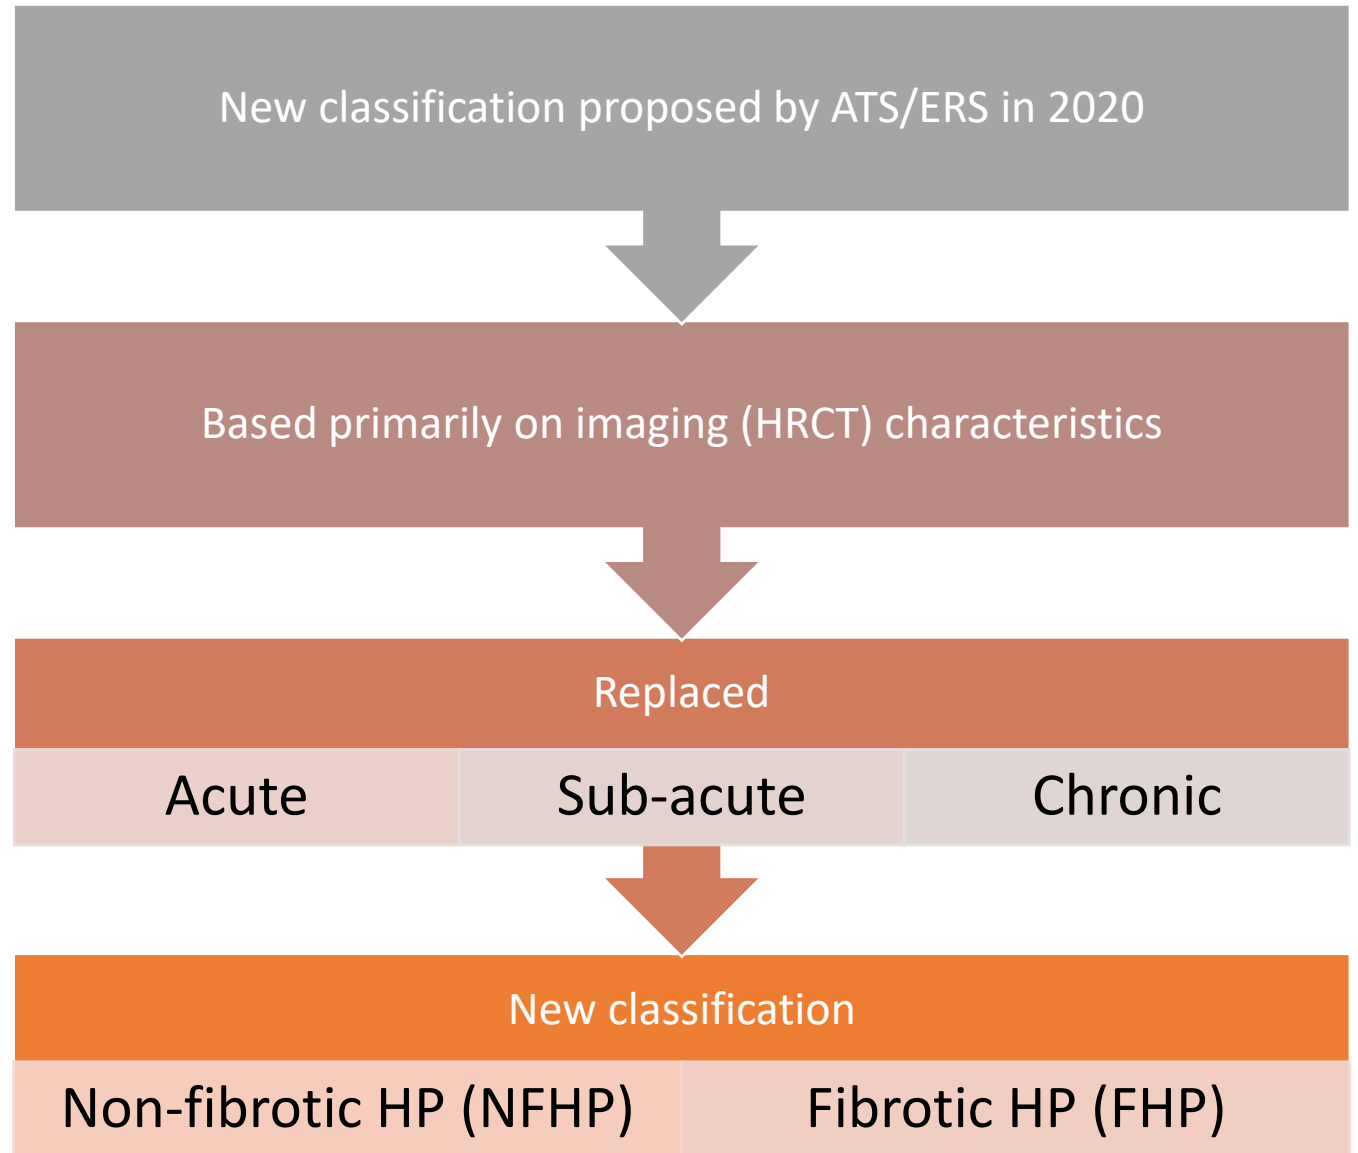 New classification proposed by ATS/ERS in 2020
Based primarily on imaging (HRCT) characteristics
Replaced
Acute
Sub-acute
Chronic
New classification
Non-fibrotic HP (NFHP)
Fibrotic HP (FHP)